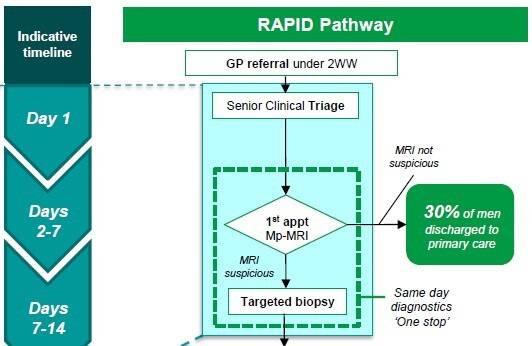 Indicative
timeline
RAPID Pathway
GP referral under 2WW
Day 1
Senior Clinical Triage
MRI not
suspicious
Days
2-7
1st appt
Mp-MRI
30% of men
discharged to
primary care
MRI
suspicious
Days
7-14
Targeted biopsy
Same day
diagnostics
‘One stop’